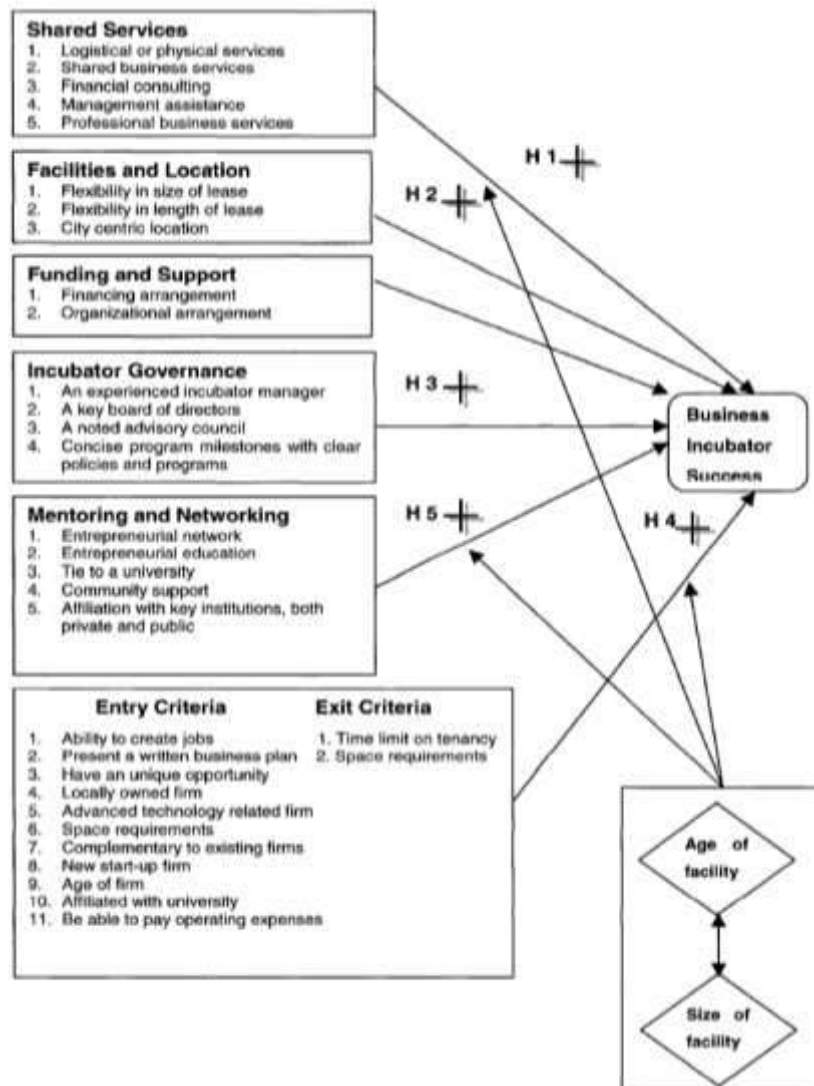 Shared Services
1. Logistical or physical services
2. Shared business services
3. Financial consulting
4. Management assistance
5. Professional business services
Facilities and Location
1. Flexibility in size of lease
2. Flexibility in length of lease
3. City centric location
Funding and Support
1. Financing arrangement
2. Organizational arrangement
Incubator Governance
1. An experienced incubator manager
2. A key board of directors
3. A noted advisory council
4. Concise program milestones with clear
policies and programs
Mentoring and Networking
1. Entrepreneurial network
2. Entrepreneurial education
3. Tie to a university
4. Community support
5. Affiliation with key institutions, both
private and public
Entry Criteria
1. Ability to create jobs
2. Present a written business plan
3. Have an unique opportunity
4. Locally owned firm
5. Advanced technology related firm
6. Space requirements
7. Complementary to existing firms
8. New start-up firm
9. Age of firm
10. Affiliated with university
11. Be able to pay operating expenses
Exit Criteria
1. Time limit on tenancy
2. Space requirements
H 1
H 2
H 3
H 5
H 4
Business
Incubator
Success
Age of
facility
Size of
facility